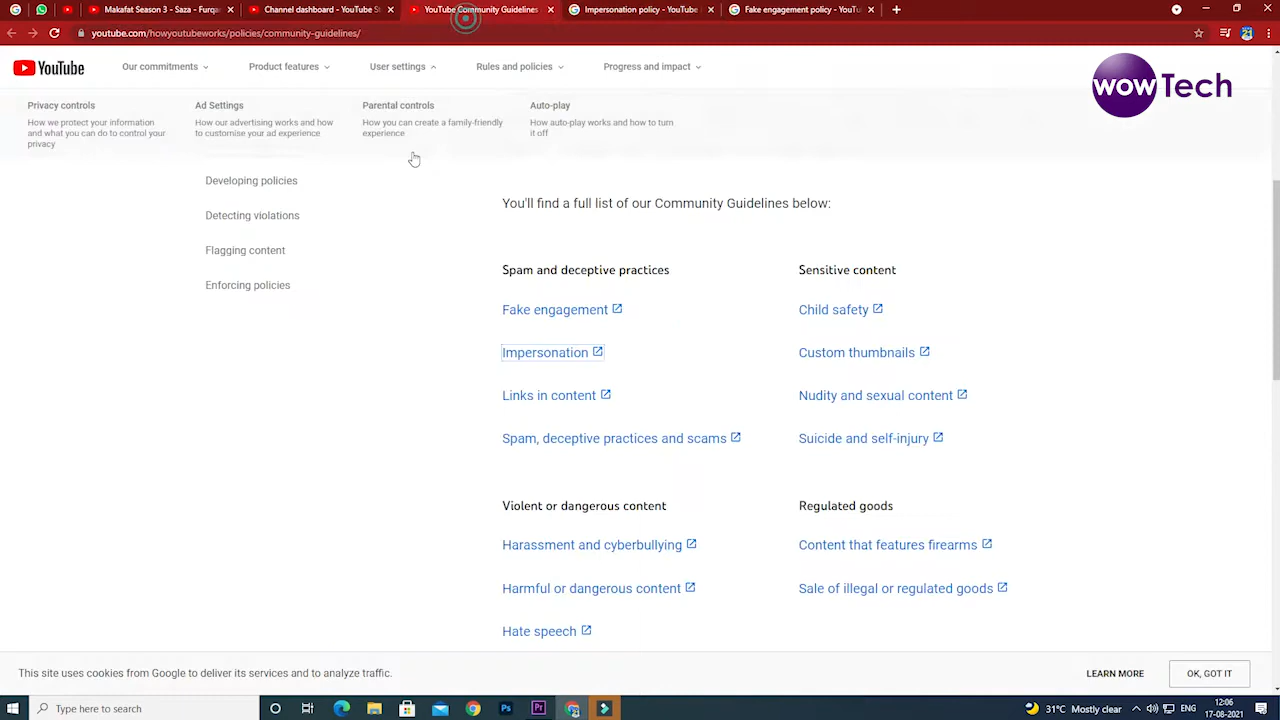 Makafat Season 3 - Saza - Furqan
Channel dashboard - YouTube St
YouTube Community Guidelines
Impersonation policy - YouTube
Fake engagement policy - YouTu
youtube.com/howyoutubeworks/policies/community-guidelines/
YouTube
Our commitments
Product features
User settings
Rules and policies
Progress and impact
wowTech
Privacy controls
How we protect your information
and what you can do to control your
privacy
Ad Settings
How our advertising works and how
to customise your ad experience
Parental controls
How you can create a family-friendly
experience
Auto-play
How auto-play works and how to turn
it off
Developing policies
Detecting violations
Flagging content
Enforcing policies
You'll find a full list of our Community Guidelines below:
Spam and deceptive practices
Fake engagement
Impersonation
Links in content
Spam, deceptive practices and scams
Sensitive content
Child safety
Custom thumbnails
Nudity and sexual content
Suicide and self-injury
Violent or dangerous content
Harassment and cyberbullying
Harmful or dangerous content
Hate speech
Regulated goods
Content that features firearms
Sale of illegal or regulated goods
This site uses cookies from Google to deliver its services and to analyze traffic.
LEARN MORE
OK, GOT IT
Type here to search
Ps
Pr
31°C Mostly clear
ENG
12:06
17-08-2021